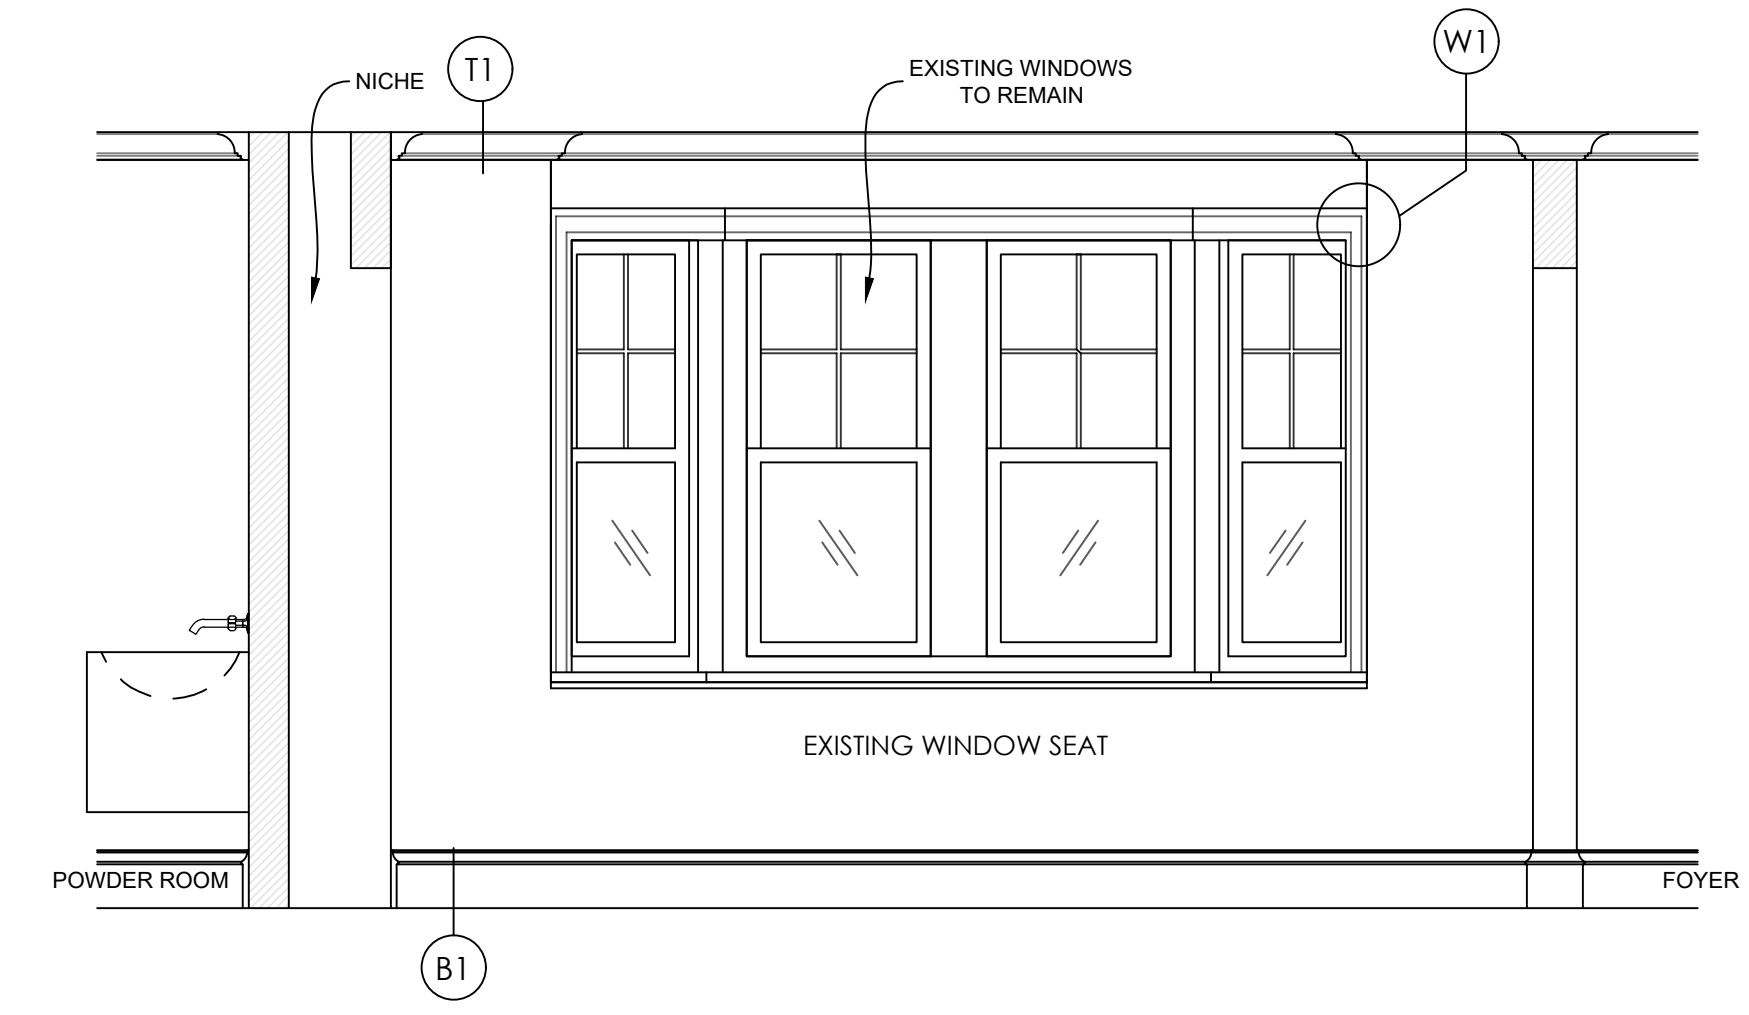 W1
T1
NICHE
EXISTING WINDOWS
TO REMAIN
EXISTING WINDOW SEAT
POWDER ROOM
FOYER
B1